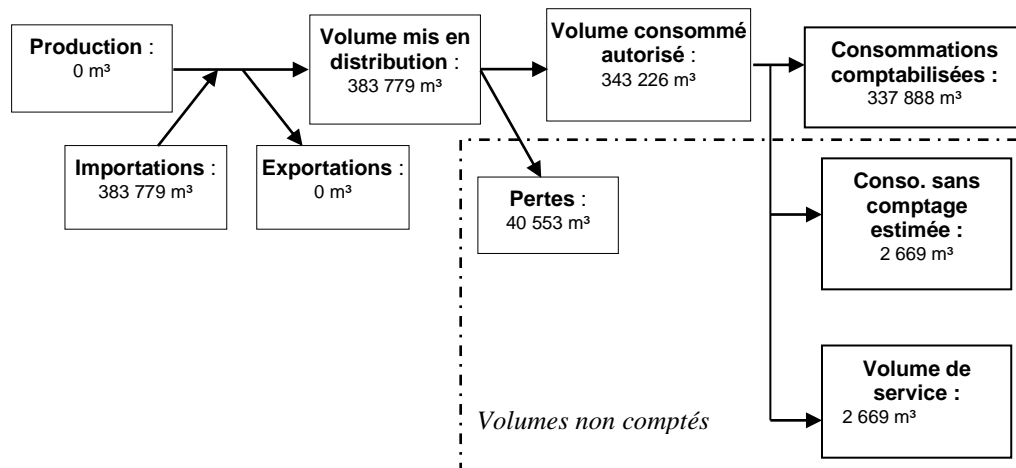 Production :
0 m³
Volume mis en
distribution :
383 779 m³
Volume consommé
autorisé :
343 226 m³
Consommations
comptabilisées :
337 888 m³
Importations :
383 779 m³
Exportations :
0 m³
Pertes :
40 553 m³
Conso. sans
comptage
estimée :
2 669 m³
Volume de
service :
2 669 m³
Volumes non comptés